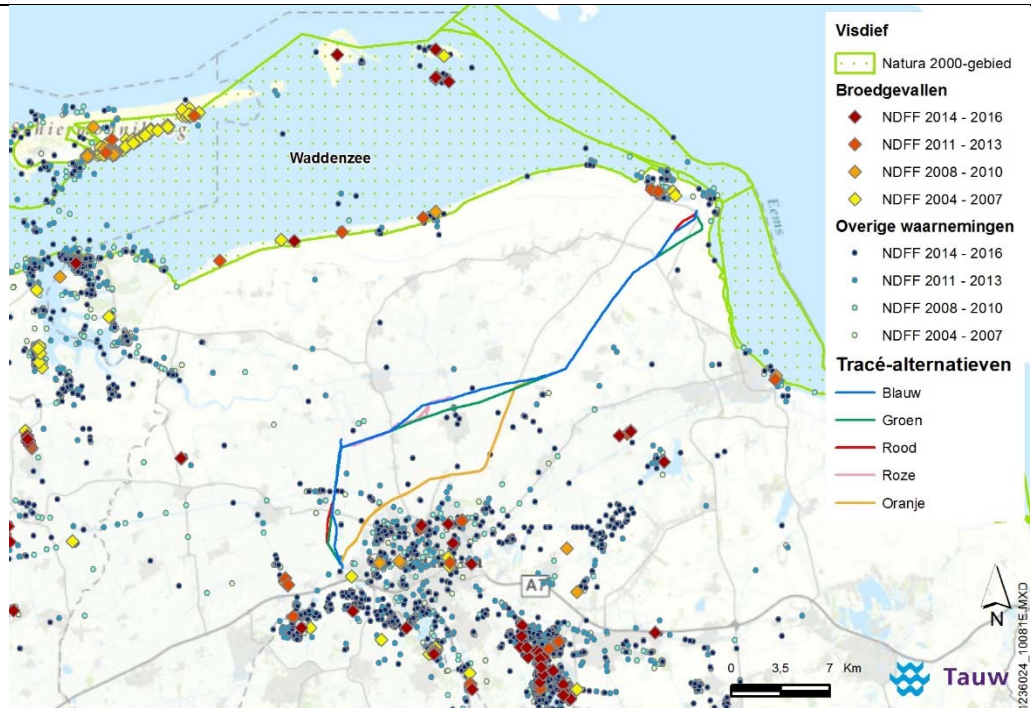 Visdief
Natura 2000-gebied
Broedgevallen
NDFF 2014 - 2016
NDFF 2011 - 2013
NDFF 2008 - 2010
NDFF 2004 - 2007
Overige waarnemingen
NDFF 2014 - 2016
NDFF 2011 - 2013
NDFF 2008 - 2010
NDFF 2004 - 2007
Tracé-alternatieven
Blauw
Groen
Rood
Roze
Oranje
Waddenzee
Eems
A7
N
0 3,5 7 Km
Tauw